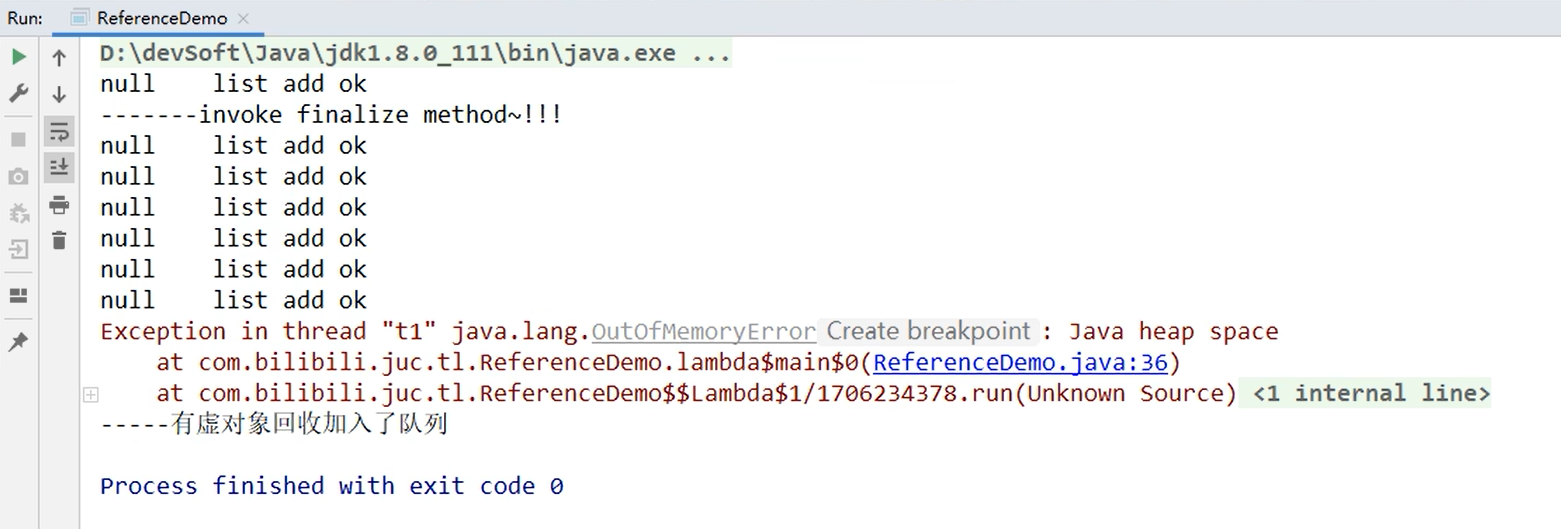 Run: ReferenceDemo
D:\devSoft\Java\jdk1.8.0_111\bin\java.exe ...
null    list add ok
-------invoke finalize method~!!!
null    list add ok
null    list add ok
null    list add ok
null    list add ok
null    list add ok
null    list add ok
Exception in thread "t1" java.lang.OutOfMemoryError Create breakpoint : Java heap space
    at com.bilibili.juc.tl.ReferenceDemo.lambda$main$0(ReferenceDemo.java:36)
    at com.bilibili.juc.tl.ReferenceDemo$$Lambda$1/1706234378.run(Unknown Source) <1 internal line>
-----有虚对象回收加入了队列
Process finished with exit code 0